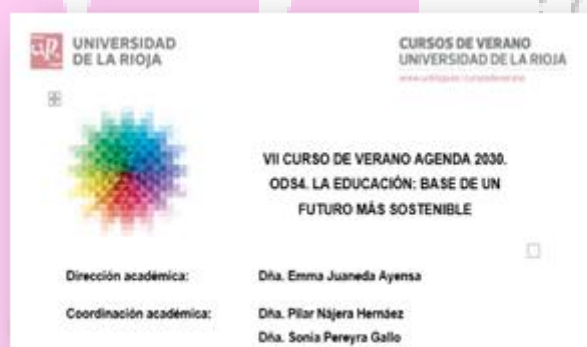 UNIVERSIDAD
DE LA RIOJA
CURSOS DE VERANO
UNIVERSIDAD DE LA RIOJA
VII CURSO DE VERANO AGENDA 2030.
ODS4. LA EDUCACIÓN: BASE DE UN
FUTURO MÁS SOSTENIBLE
Dirección académica: Dña. Emma Juaneda Ayensa
Coordinación académica: Dña. Pilar Nájera Hernáez
Dña. Sonia Pereyra Gallo